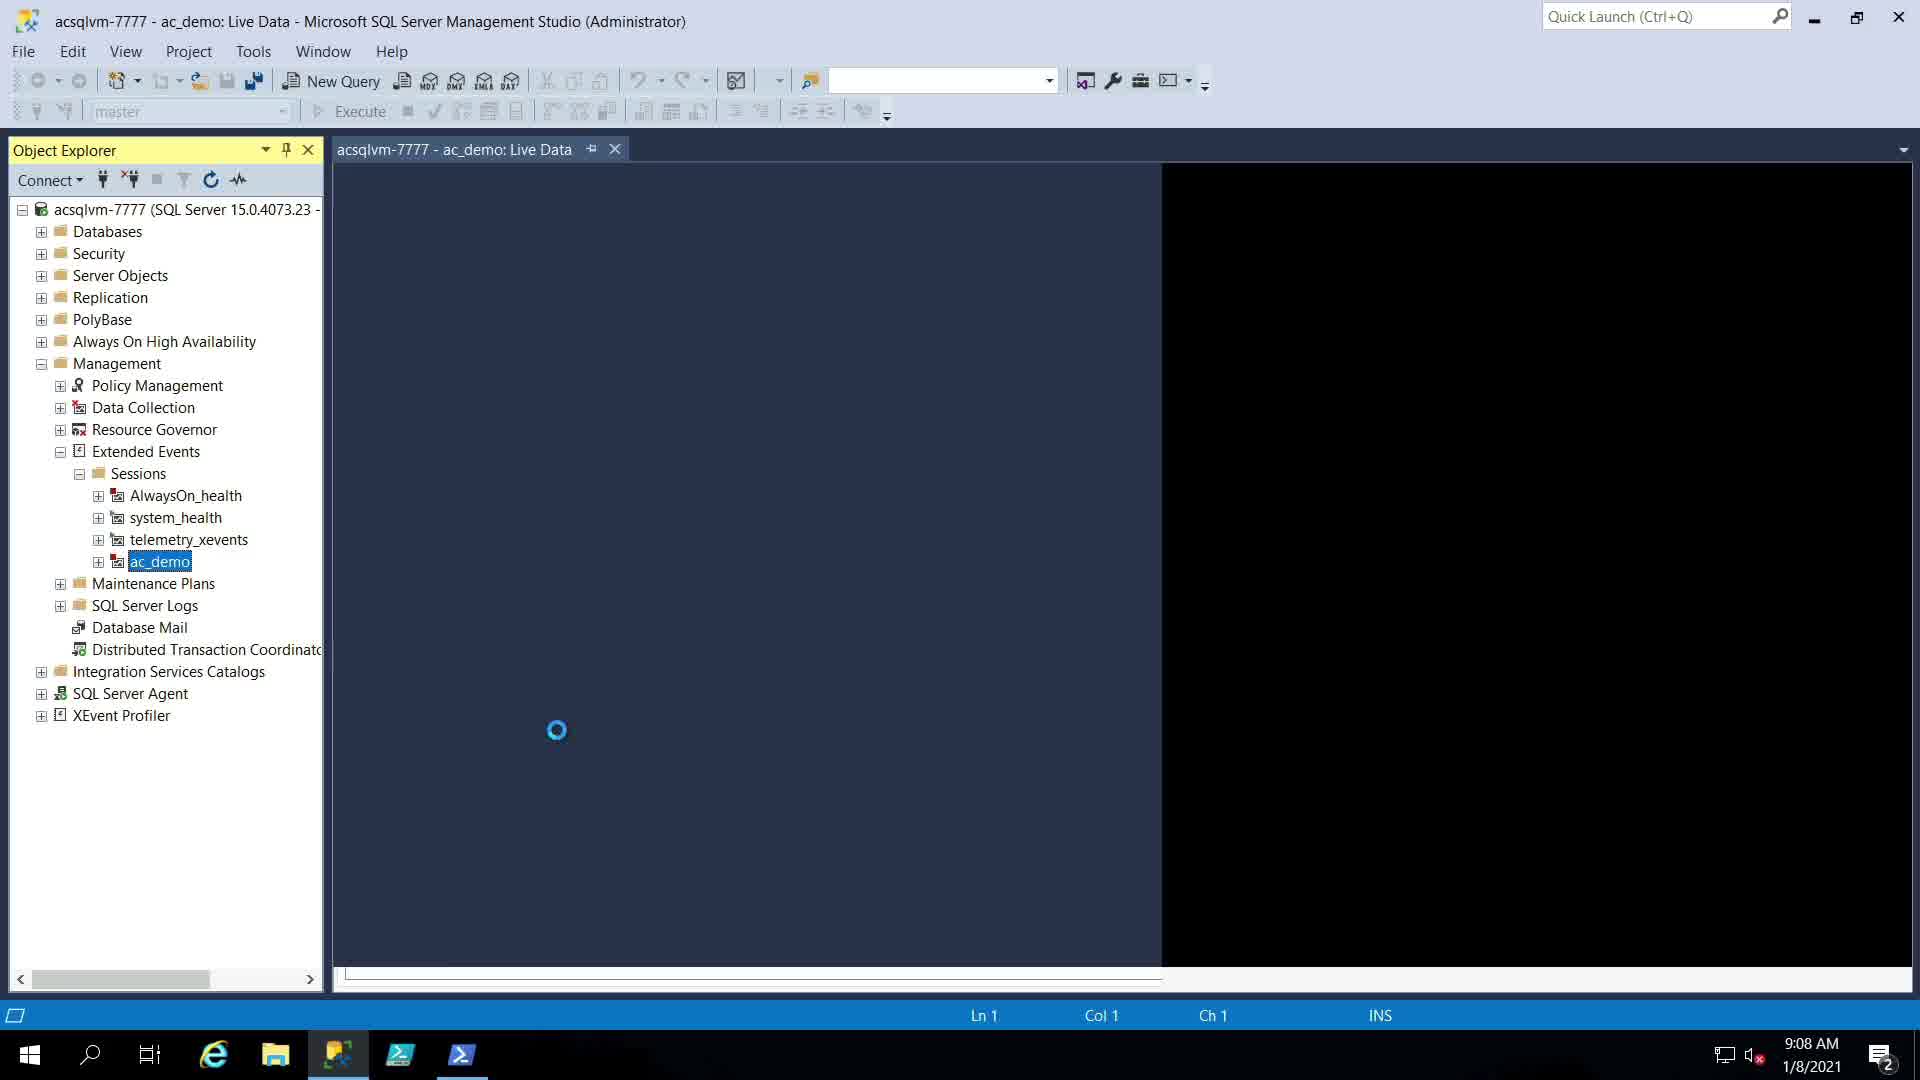 acsqlvm-7777 - ac_demo: Live Data - Microsoft SQL Server Management Studio (Administrator)
Quick Launch (Ctrl+Q)
File Edit View Project Tools Window Help
New Query MDX DMX XMLA DAX
master Execute
Object Explorer
acsqlvm-7777 - ac_demo: Live Data
Connect
acsqlvm-7777 (SQL Server 15.0.4073.23 -
Databases
Security
Server Objects
Replication
PolyBase
Always On High Availability
Management
Policy Management
Data Collection
Resource Governor
Extended Events
Sessions
AlwaysOn_health
system_health
telemetry_xevents
ac_demo
Maintenance Plans
SQL Server Logs
Database Mail
Distributed Transaction Coordinato
Integration Services Catalogs
SQL Server Agent
XEvent Profiler
Ln 1 Col 1 Ch 1 INS
9:08 AM
1/8/2021
2